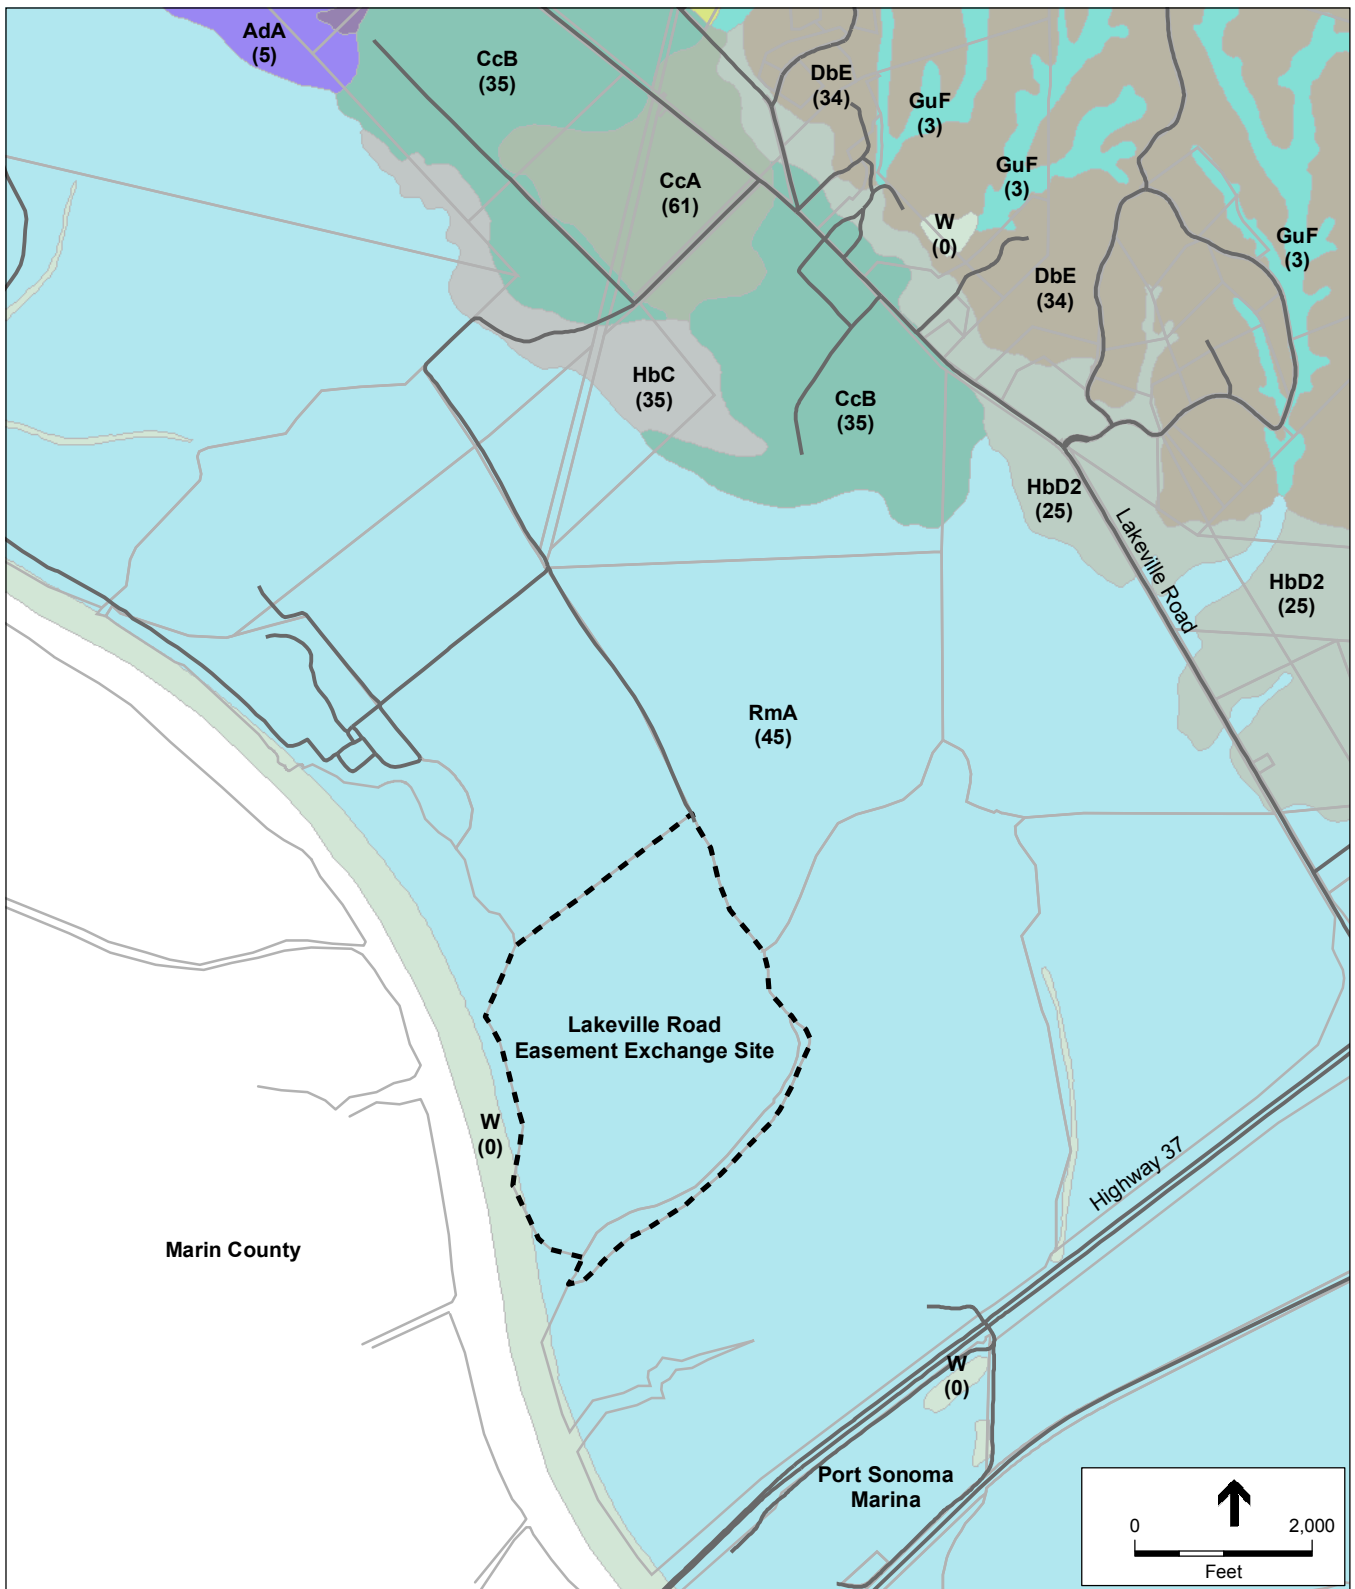 AdA
(5)
CcB
(35)
DbE
(34)
GuF
(3)
CcA
(61)
GuF
(3)
W
(0)
GuF
(3)
DbE
(34)
HbC
(35)
CcB
(35)
HbD2
(25)
Lakeville Road
HbD2
(25)
RmA
(45)
Lakeville Road
Easement Exchange Site
W
(0)
Highway 37
Marin County
W
(0)
Port Sonoma
Marina
0 2,000
Feet